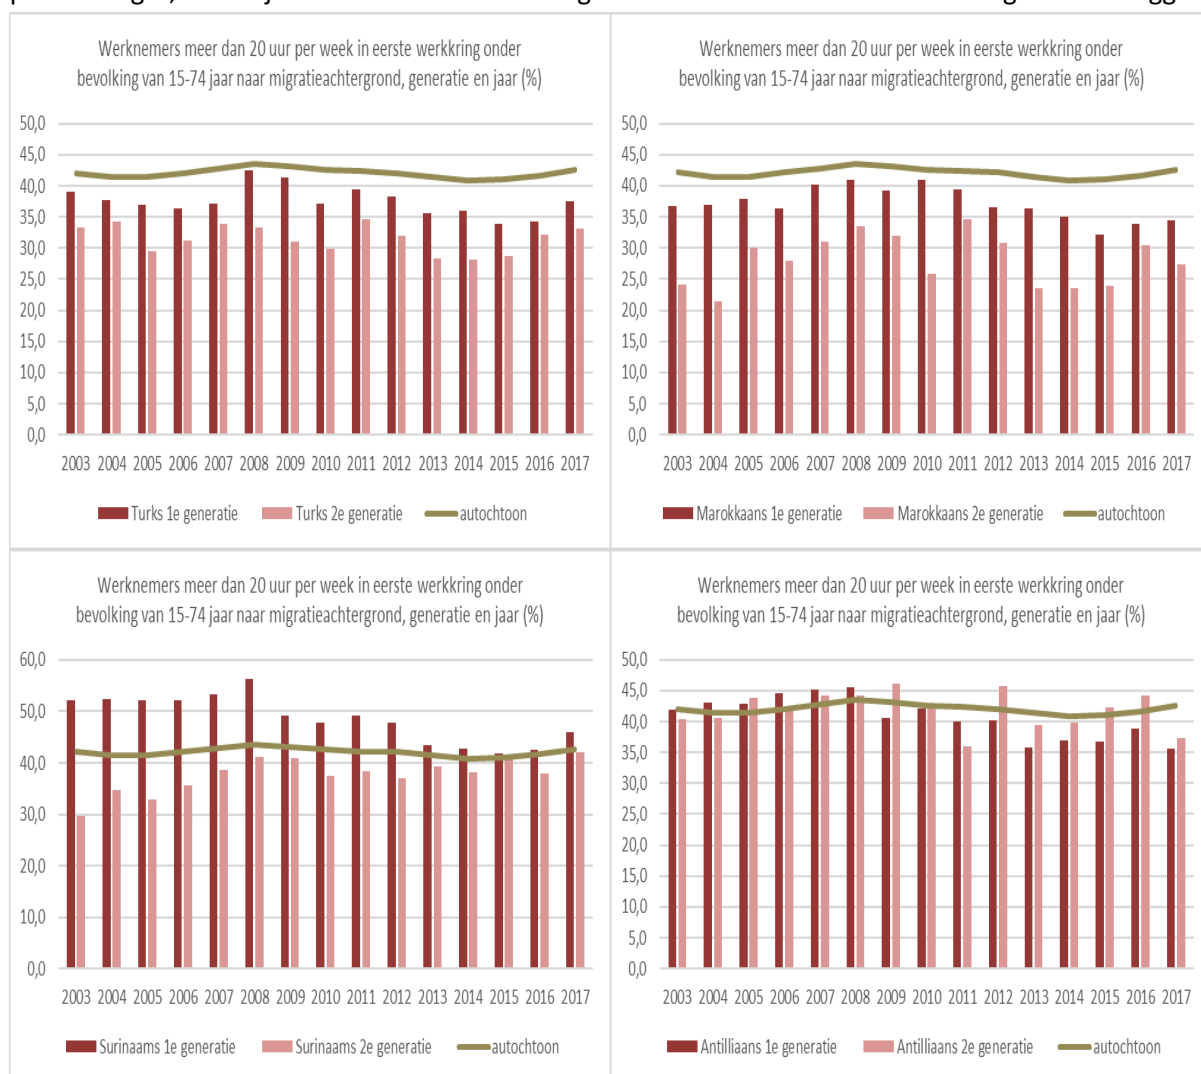 Werknemers meer dan 20 uur per week in eerste werkkring onder
bevolking van 15-74 jaar naar migratieachtergrond, generatie en jaar (%)
50,0
45,0
40,0
35,0
30,0
25,0
20,0
15,0
10,0
5,0
0,0
2003 2004 2005 2006 2007 2008 2009 2010 2011 2012 2013 2014 2015 2016 2017
Turks 1e generatie Turks 2e generatie autochtoon
Werknemers meer dan 20 uur per week in eerste werkkring onder
bevolking van 15-74 jaar naar migratieachtergrond, generatie en jaar (%)
50,0
45,0
40,0
35,0
30,0
25,0
20,0
15,0
10,0
5,0
0,0
2003 2004 2005 2006 2007 2008 2009 2010 2011 2012 2013 2014 2015 2016 2017
Marokkaans 1e generatie Marokkaans 2e generatie autochtoon
Werknemers meer dan 20 uur per week in eerste werkkring onder
bevolking van 15-74 jaar naar migratieachtergrond, generatie en jaar (%)
60,0
50,0
40,0
30,0
20,0
10,0
0,0
2003 2004 2005 2006 2007 2008 2009 2010 2011 2012 2013 2014 2015 2016 2017
Surinaams 1e generatie Surinaams 2e generatie autochtoon
Werknemers meer dan 20 uur per week in eerste werkkring onder
bevolking van 15-74 jaar naar migratieachtergrond, generatie en jaar (%)
50,0
45,0
40,0
35,0
30,0
25,0
20,0
15,0
10,0
5,0
0,0
2003 2004 2005 2006 2007 2008 2009 2010 2011 2012 2013 2014 2015 2016 2017
Antilliaans 1e generatie Antilliaans 2e generatie autochtoon